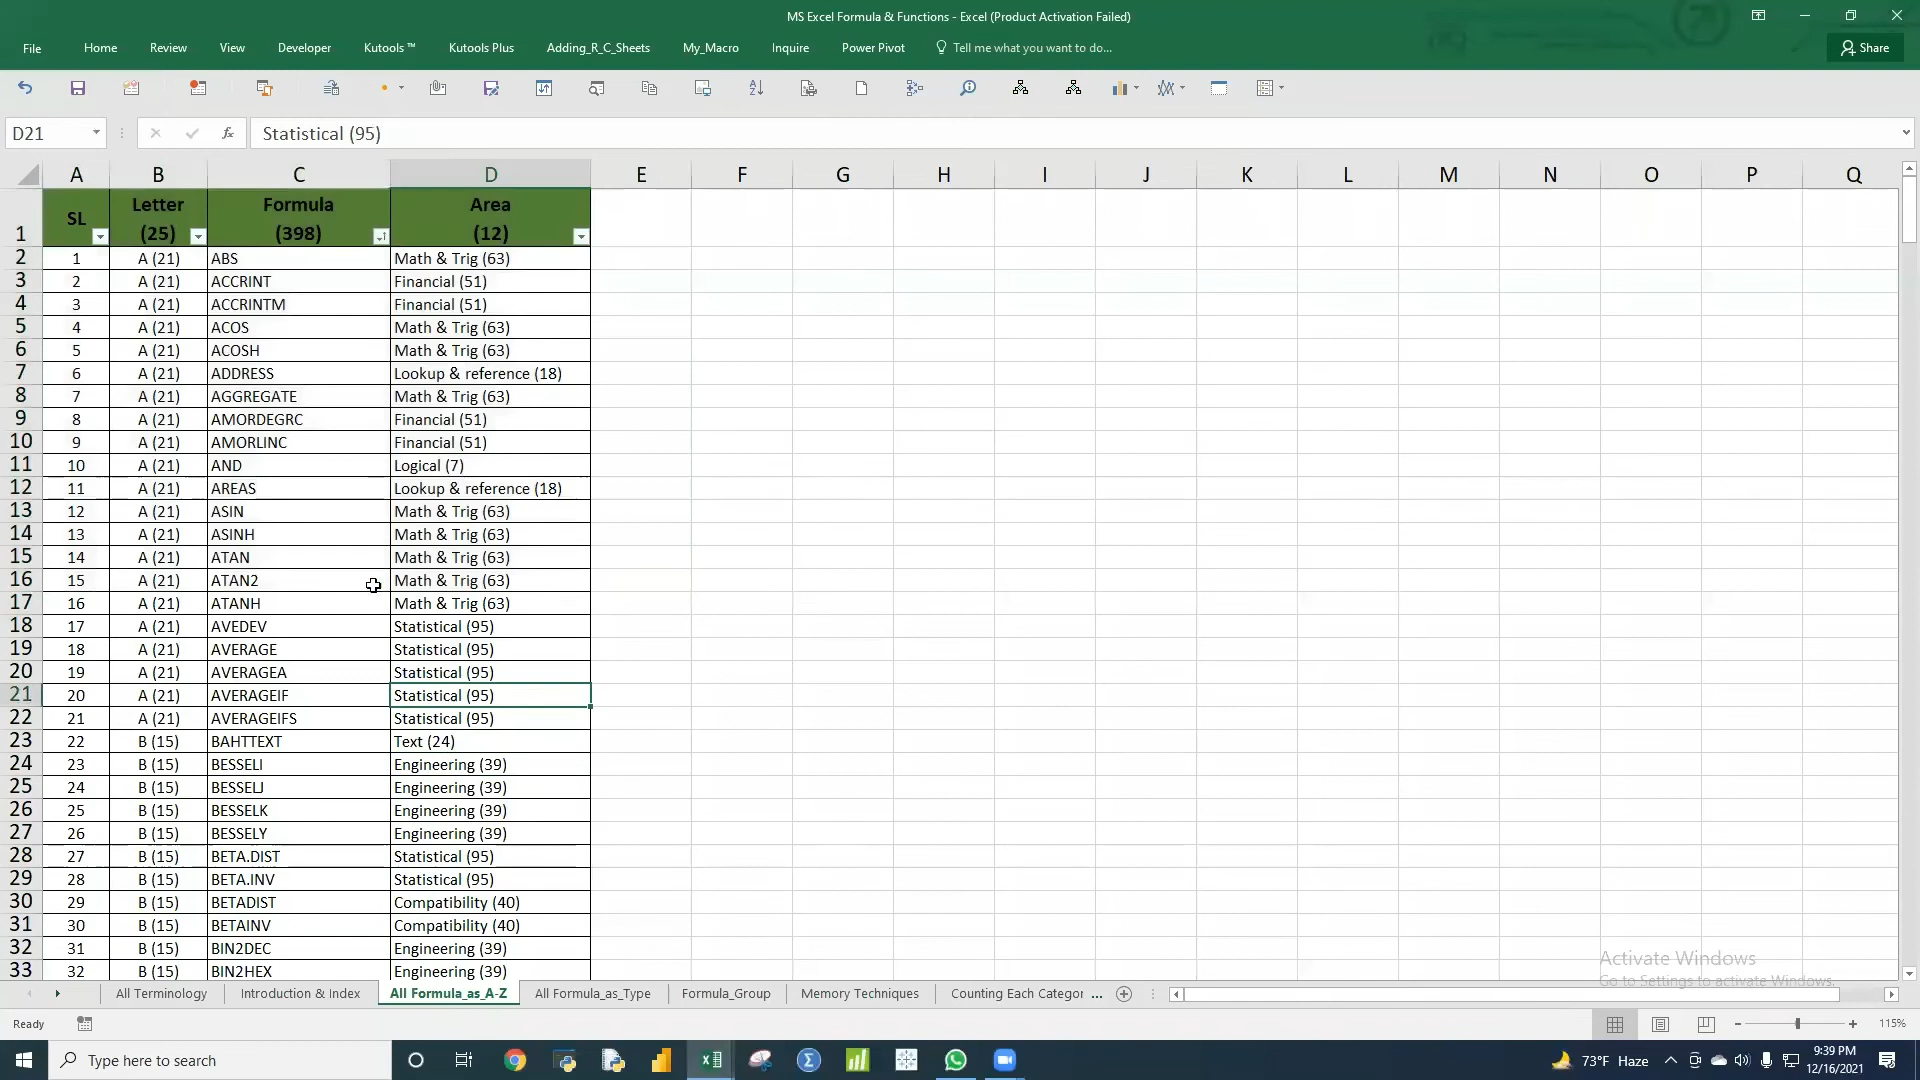 MS Excel Formula & Functions - Excel (Product Activation Failed)
File Home Review View Developer Kutools ™ Kutools Plus Adding_R_C_Sheets My_Macro Inquire Power Pivot Tell me what you want to do... Share
D21 fx Statistical (95)
A B C D E F G H I J K L M N O P Q
1 SL Letter (25) Formula (398) Area (12)
2 1 A (21) ABS Math & Trig (63)
3 2 A (21) ACCRINT Financial (51)
4 3 A (21) ACCRINTM Financial (51)
5 4 A (21) ACOS Math & Trig (63)
6 5 A (21) ACOSH Math & Trig (63)
7 6 A (21) ADDRESS Lookup & reference (18)
8 7 A (21) AGGREGATE Math & Trig (63)
9 8 A (21) AMORDEGRC Financial (51)
10 9 A (21) AMORLINC Financial (51)
11 10 A (21) AND Logical (7)
12 11 A (21) AREAS Lookup & reference (18)
13 12 A (21) ASIN Math & Trig (63)
14 13 A (21) ASINH Math & Trig (63)
15 14 A (21) ATAN Math & Trig (63)
16 15 A (21) ATAN2 Math & Trig (63)
17 16 A (21) ATANH Math & Trig (63)
18 17 A (21) AVEDEV Statistical (95)
19 18 A (21) AVERAGE Statistical (95)
20 19 A (21) AVERAGEA Statistical (95)
21 20 A (21) AVERAGEIF Statistical (95)
22 21 A (21) AVERAGEIFS Statistical (95)
23 22 B (15) BAHTTEXT Text (24)
24 23 B (15) BESSELI Engineering (39)
25 24 B (15) BESSELJ Engineering (39)
26 25 B (15) BESSELK Engineering (39)
27 26 B (15) BESSELY Engineering (39)
28 27 B (15) BETA.DIST Statistical (95)
29 28 B (15) BETA.INV Statistical (95)
30 29 B (15) BETADIST Compatibility (40)
31 30 B (15) BETAINV Compatibility (40)
32 31 B (15) BIN2DEC Engineering (39)
33 32 B (15) BIN2HEX Engineering (39)
Activate Windows
Go to Settings to activate Windows.
All Terminology Introduction & Index All Formula_as_A-Z All Formula_as_Type Formula_Group Memory Techniques Counting Each Categor ...
Ready 115%
Type here to search 73°F Haze 9:39 PM
12/16/2021